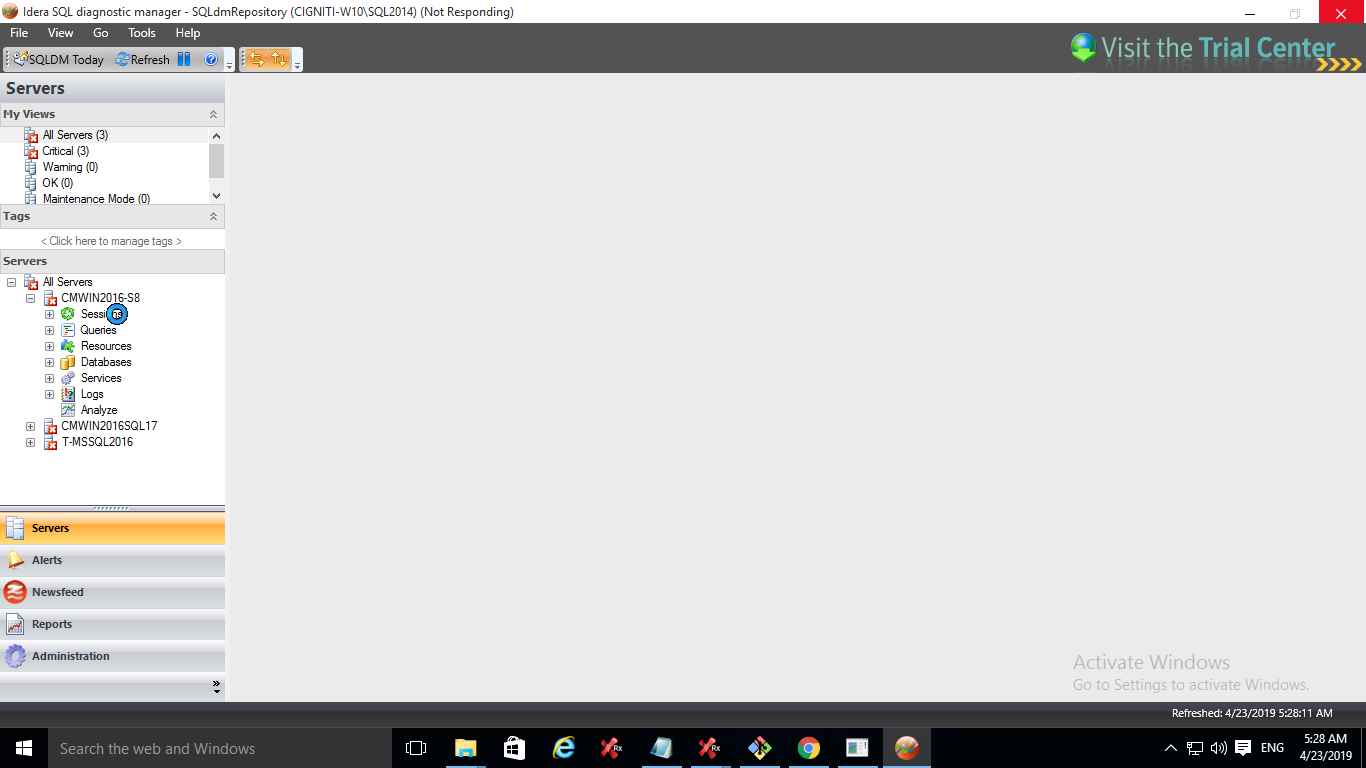 Idera SQL diagnostic manager - SQLdmRepository (CIGNITI-W10\SQL2014) (Not Responding)
File View Go Tools Help
SQLDM Today Refresh
Visit the Trial Center
Servers
My Views
All Servers (3)
Critical (3)
Warning (0)
OK (0)
Maintenance Mode (0)
Tags
< Click here to manage tags >
Servers
All Servers
CMWIN2016-S8
Sessions
Queries
Resources
Databases
Services
Logs
Analyze
CMWIN2016SQL17
T-MSSQL2016
Servers
Alerts
Newsfeed
Reports
Administration
Activate Windows
Go to Settings to activate Windows.
Refreshed: 4/23/2019 5:28:11 AM
Search the web and Windows
Rx
Rx
ENG
5:28 AM
4/23/2019